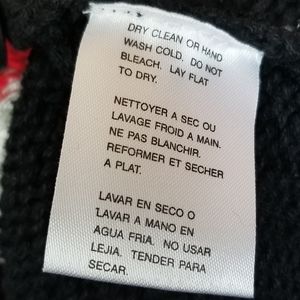 DRY CLEAN OR HAND
WASH COLD. DO NOT
BLEACH. LAY FLAT
TO DRY.
NETTOYER A SEC OU
LAVAGE FROID A MAIN.
NE PAS BLANCHIR.
REFORMER ET SECHER
A PLAT.
LAVAR EN SECO O
LAVAR A MANO EN
AGUA FRIA. NO USAR
LEJIA. TENDER PARA
SECAR.